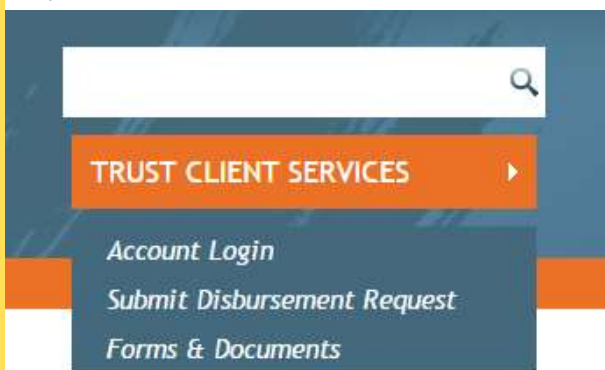 TRUST CLIENT SERVICES
Account Login
Submit Disbursement Request
Forms & Documents